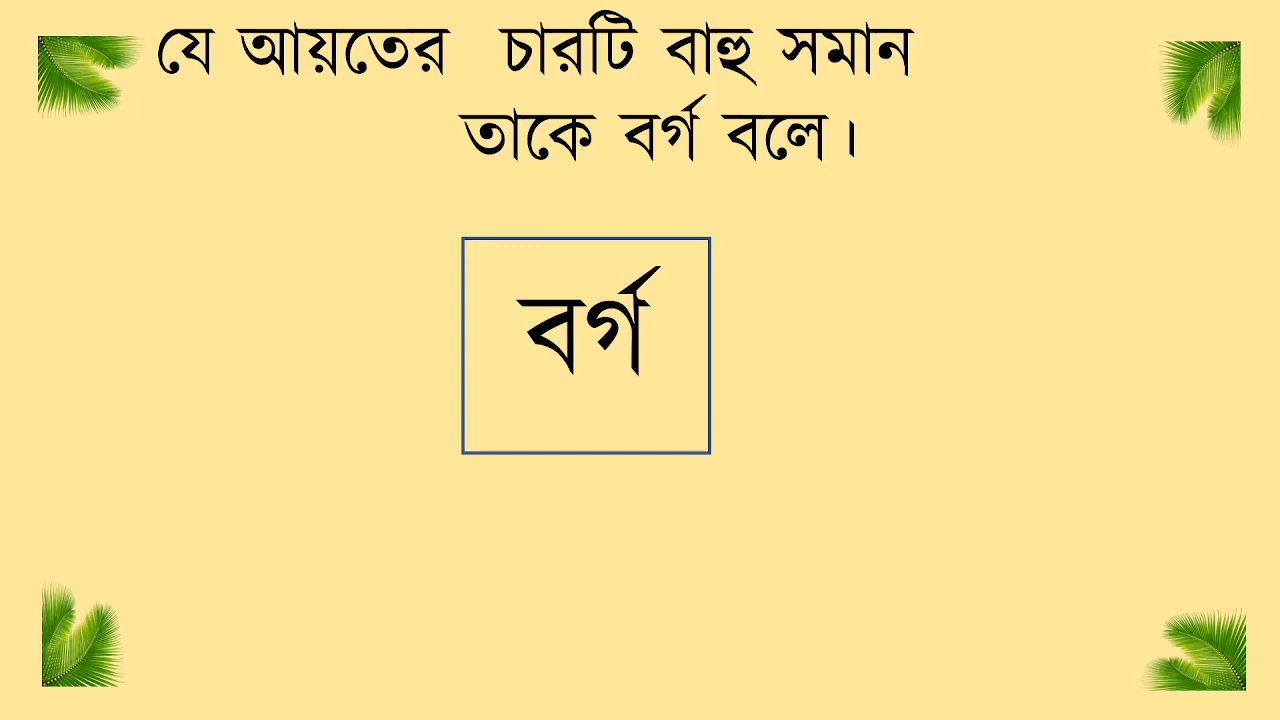 যে আয়তের চারটি বাহু সমান
তাকে বর্গ বলে।
বর্গ